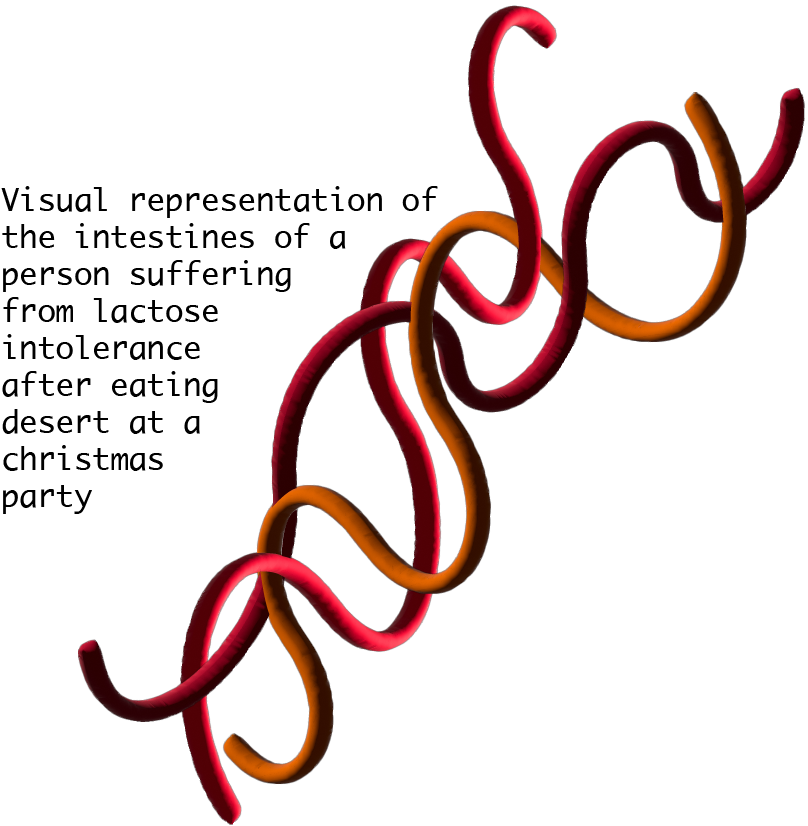 Visual representation of
the intestines of a
person suffering
from lactose
intolerance
after eating
desert at a
christmas
party